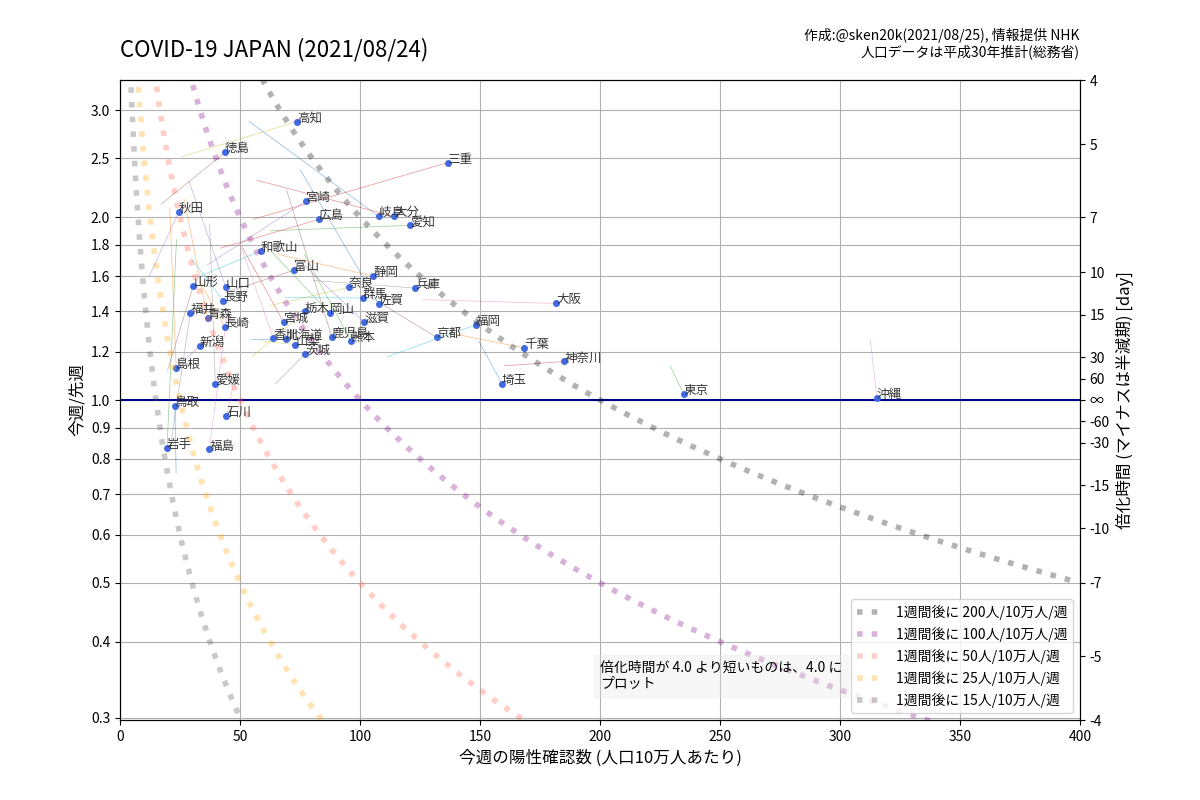 COVID-19 JAPAN (2021/08/24)
作成:@sken20k(2021/08/25), 情報提供 NHK
人口データは平成30年推計(総務省)
今週/先週
3.0
2.5
2.0
1.8
1.6
1.4
1.2
1.0
0.9
0.8
0.7
0.6
0.5
0.4
0.3
高知
徳島
三重
宮崎
秋田
岐阜
大分
広島
愛知
和歌山
富山
静岡
山形
山口
奈良
兵庫
長野
群馬
佐賀
大阪
福井
青森
栃木
岡山
長崎
宮城
滋賀
福岡
香川
北海道
鹿児島
熊本
京都
新潟
山梨
茨城
千葉
島根
神奈川
愛媛
埼玉
鳥取
東京
沖縄
石川
岩手
福島
4
5
7
10
15
30
60
∞
-60
-30
-15
-10
-7
-5
-4
倍化時間 (マイナスは半減期) [day]
1週間後に 200人/10万人/週
1週間後に 100人/10万人/週
1週間後に 50人/10万人/週
1週間後に 25人/10万人/週
1週間後に 15人/10万人/週
倍化時間が 4.0 より短いものは、4.0 に
プロット
0 50 100 150 200 250 300 350 400
今週の陽性確認数 (人口10万人あたり)